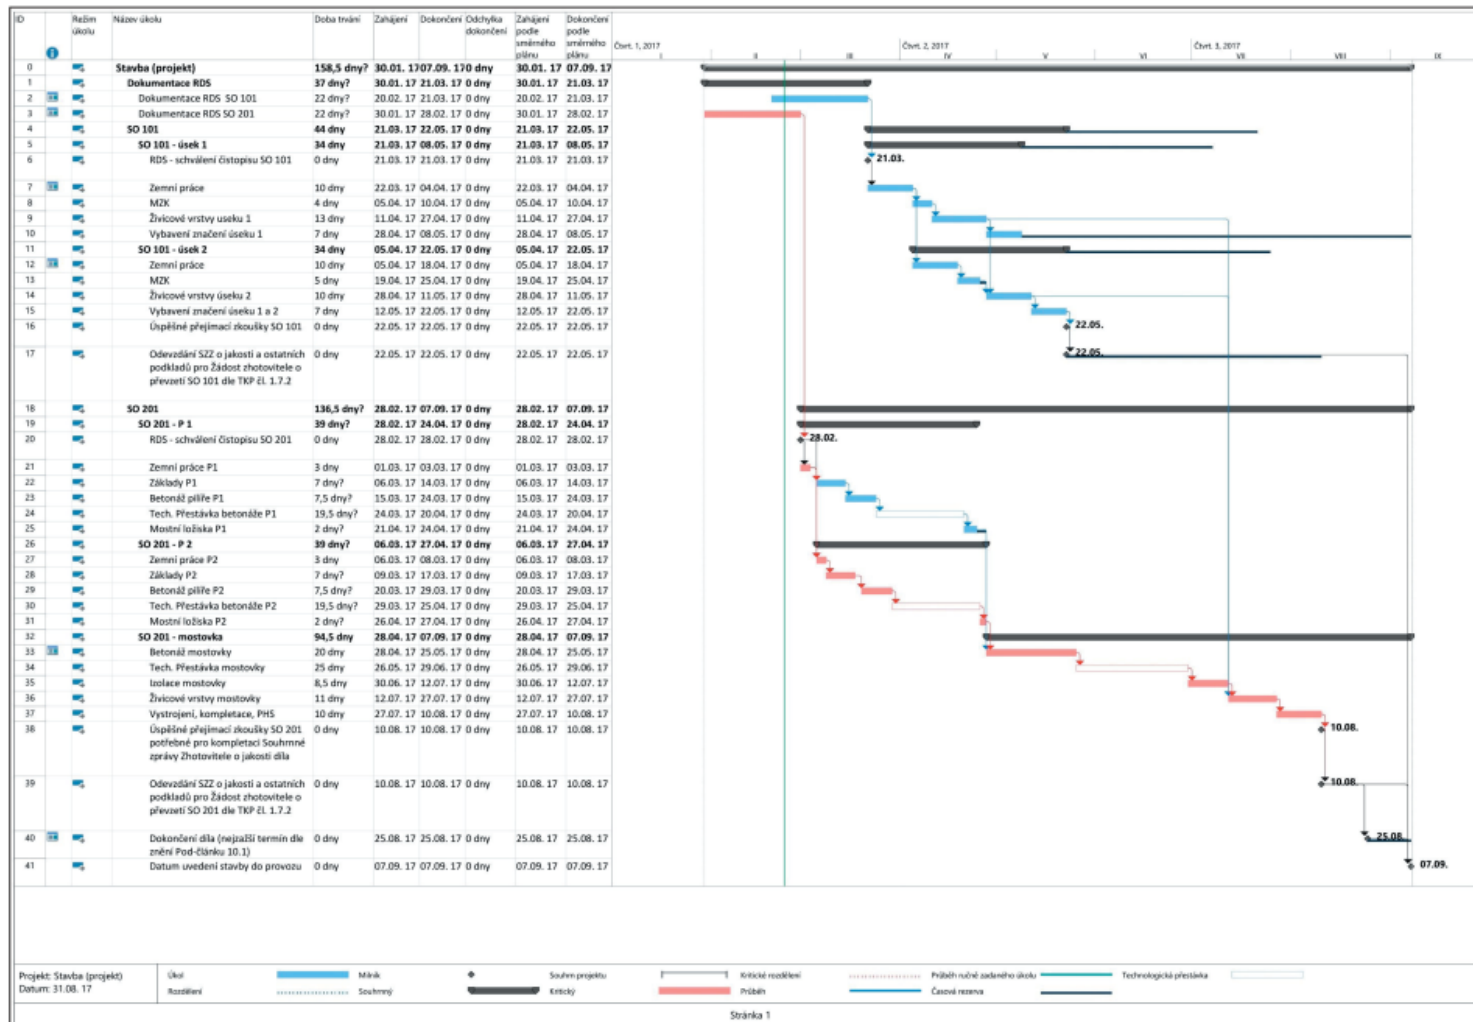 ID Režim úkolu Název úkolu Doba trvání Zahájení Dokončení Odchylka dokončení Zahájení podle směrného plánu Dokončení podle směrného plánu
Čtvrt. 1, 2017 Čtvrt. 2, 2017 Čtvrt. 3, 2017
I II III IV V VI VII VIII IX
0 Stavba (projekt) 158,5 dny? 30.01. 17 07.09. 17 0 dny 30.01. 17 07.09. 17
1 Dokumentace RDS 37 dny? 30.01. 17 21.03. 17 0 dny 30.01. 17 21.03. 17
2 Dokumentace RDS SO 101 22 dny? 20.02. 17 21.03. 17 0 dny 20.02. 17 21.03. 17
3 Dokumentace RDS SO 201 22 dny? 30.01. 17 28.02. 17 0 dny 30.01. 17 28.02. 17
4 SO 101 44 dny 21.03. 17 22.05. 17 0 dny 21.03. 17 22.05. 17
5 SO 101 - úsek 1 34 dny 21.03. 17 08.05. 17 0 dny 21.03. 17 08.05. 17
6 RDS - schválení čistopisu SO 101 0 dny 21.03. 17 21.03. 17 0 dny 21.03. 17 21.03. 17 21.03.
7 Zemní práce 10 dny 22.03. 17 04.04. 17 0 dny 22.03. 17 04.04. 17
8 MZK 4 dny 05.04. 17 10.04. 17 0 dny 05.04. 17 10.04. 17
9 Živicové vrstvy useku 1 13 dny 11.04. 17 27.04. 17 0 dny 11.04. 17 27.04. 17
10 Vybavení značení úseku 1 7 dny 28.04. 17 08.05. 17 0 dny 28.04. 17 08.05. 17
11 SO 101 - úsek 2 34 dny 05.04. 17 22.05. 17 0 dny 05.04. 17 22.05. 17
12 Zemní práce 10 dny 05.04. 17 18.04. 17 0 dny 05.04. 17 18.04. 17
13 MZK 5 dny 19.04. 17 25.04. 17 0 dny 19.04. 17 25.04. 17
14 Živicové vrstvy úseku 2 10 dny 28.04. 17 11.05. 17 0 dny 28.04. 17 11.05. 17
15 Vybavení značení úseku 1 a 2 7 dny 12.05. 17 22.05. 17 0 dny 12.05. 17 22.05. 17
16 Úspěšné přejímací zkoušky SO 101 0 dny 22.05. 17 22.05. 17 0 dny 22.05. 17 22.05. 17 22.05.
17 Odevzdání SZZ o jakosti a ostatních 0 dny 22.05. 17 22.05. 17 0 dny 22.05. 17 22.05. 17 22.05.
podkladů pro Žádost zhotovitele o
převzetí SO 101 dle TKP čl. 1.7.2
18 SO 201 136,5 dny? 28.02. 17 07.09. 17 0 dny 28.02. 17 07.09. 17
19 SO 201 - P 1 39 dny? 28.02. 17 24.04. 17 0 dny 28.02. 17 24.04. 17
20 RDS - schválení čistopisu SO 201 0 dny 28.02. 17 28.02. 17 0 dny 28.02. 17 28.02. 17 28.02.
21 Zemní práce P1 3 dny 01.03. 17 03.03. 17 0 dny 01.03. 17 03.03. 17
22 Základy P1 7 dny? 06.03. 17 14.03. 17 0 dny 06.03. 17 14.03. 17
23 Betonáž pilíře P1 7,5 dny? 15.03. 17 24.03. 17 0 dny 15.03. 17 24.03. 17
24 Tech. Přestávka betonáže P1 19,5 dny? 24.03. 17 20.04. 17 0 dny 24.03. 17 20.04. 17
25 Mostní ložiska P1 2 dny? 21.04. 17 24.04. 17 0 dny 21.04. 17 24.04. 17
26 SO 201 - P 2 39 dny? 06.03. 17 27.04. 17 0 dny 06.03. 17 27.04. 17
27 Zemní práce P2 3 dny 06.03. 17 08.03. 17 0 dny 06.03. 17 08.03. 17
28 Základy P2 7 dny? 09.03. 17 17.03. 17 0 dny 09.03. 17 17.03. 17
29 Betonáž pilíře P2 7,5 dny? 20.03. 17 29.03. 17 0 dny 20.03. 17 29.03. 17
30 Tech. Přestávka betonáže P2 19,5 dny? 29.03. 17 25.04. 17 0 dny 29.03. 17 25.04. 17
31 Mostní ložiska P2 2 dny? 26.04. 17 27.04. 17 0 dny 26.04. 17 27.04. 17
32 SO 201 - mostovka 94,5 dny 28.04. 17 07.09. 17 0 dny 28.04. 17 07.09. 17
33 Betonáž mostovky 20 dny 28.04. 17 25.05. 17 0 dny 28.04. 17 25.05. 17
34 Tech. Přestávka mostovky 25 dny 26.05. 17 29.06. 17 0 dny 26.05. 17 29.06. 17
35 Izolace mostovky 8,5 dny 30.06. 17 12.07. 17 0 dny 30.06. 17 12.07. 17
36 Živicové vrstvy mostovky 11 dny 12.07. 17 27.07. 17 0 dny 12.07. 17 27.07. 17
37 Vystrojení, kompletace, PHS 10 dny 27.07. 17 10.08. 17 0 dny 27.07. 17 10.08. 17
38 Úspěšné přejímací zkoušky SO 201 0 dny 10.08. 17 10.08. 17 0 dny 10.08. 17 10.08. 17 10.08.
potřebné pro kompletaci Souhrnné
zprávy Zhotovitele o jakosti díla
39 Odevzdání SZZ o jakosti a ostatních 0 dny 10.08. 17 10.08. 17 0 dny 10.08. 17 10.08. 17 10.08.
podkladů pro Žádost zhotovitele o
převzetí SO 201 dle TKP čl. 1.7.2
40 Dokončení díla (nejzažší termín dle 0 dny 25.08. 17 25.08. 17 0 dny 25.08. 17 25.08. 17 25.08.
znění Pod-článku 10.1)
41 Datum uvedení stavby do provozu 0 dny 07.09. 17 07.09. 17 0 dny 07.09. 17 07.09. 17 07.09.
Projekt: Stavba (projekt)
Datum: 31.08. 17
Úkol Milník Souhrn projektu Kritické rozdělení Průběh ručně zadaného úkolu Technologická přestávka
Rozdělení Souhrnný Kritický Průběh Časová rezerva
Stránka 1